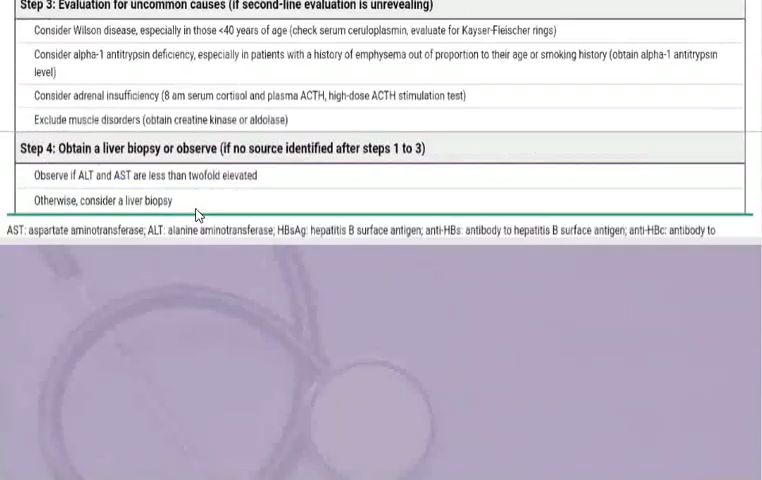 Step 3: Evaluation for uncommon causes (if second-line evaluation is unrevealing)
Consider Wilson disease, especially in those <40 years of age (check serum ceruloplasmin, evaluate for Kayser-Fleischer rings)
Consider alpha-1 antitrypsin deficiency, especially in patients with a history of emphysema out of proportion to their age or smoking history (obtain alpha-1 antitrypsin
level)
Consider adrenal insufficiency (8 am serum cortisol and plasma ACTH, high-dose ACTH stimulation test)
Exclude muscle disorders (obtain creatine kinase or aldolase)
Step 4: Obtain a liver biopsy or observe (if no source identified after steps 1 to 3)
Observe if ALT and AST are less than twofold elevated
Otherwise, consider a liver biopsy
AST: aspartate aminotransferase; ALT: alanine aminotransferase; HBsAg: hepatitis B surface antigen; anti-HBs: antibody to hepatitis B surface antigen; anti-HBc: antibody to